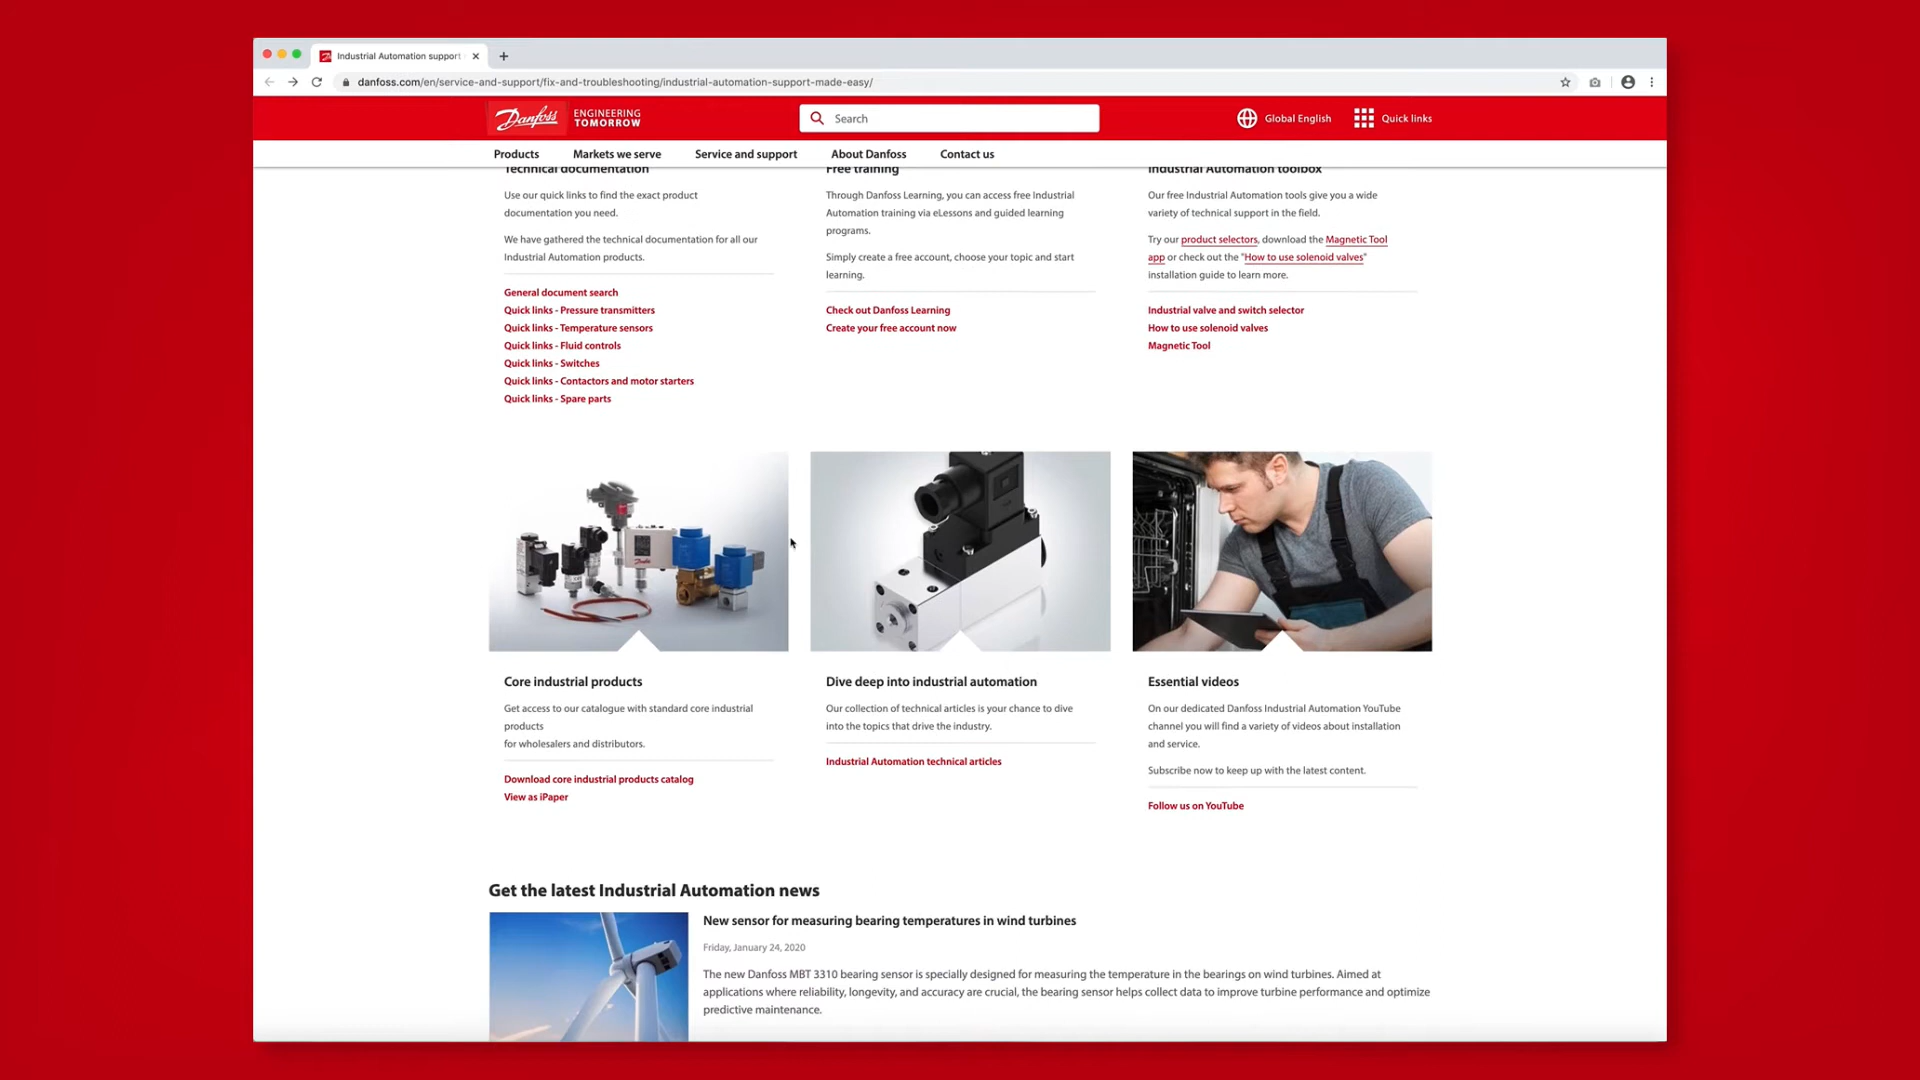 Industrial Automation support
danfoss.com/en/service-and-support/fix-and-troubleshooting/industrial-automation-support-made-easy/
Danfoss
ENGINEERING
TOMORROW
Search
Global English
Quick links
Products
Markets we serve
Service and support
About Danfoss
Contact us
Technical documentation
Use our quick links to find the exact product
documentation you need.
We have gathered the technical documentation for all our
Industrial Automation products.
General document search
Quick links - Pressure transmitters
Quick links - Temperature sensors
Quick links - Fluid controls
Quick links - Switches
Quick links - Contactors and motor starters
Quick links - Spare parts
Free training
Through Danfoss Learning, you can access free Industrial
Automation training via eLessons and guided learning
programs.
Simply create a free account, choose your topic and start
learning.
Check out Danfoss Learning
Create your free account now
Industrial Automation toolbox
Our free Industrial Automation tools give you a wide
variety of technical support in the field.
Try our product selectors, download the Magnetic Tool
app or check out the "How to use solenoid valves"
installation guide to learn more.
Industrial valve and switch selector
How to use solenoid valves
Magnetic Tool
Core industrial products
Get access to our catalogue with standard core industrial
products
for wholesalers and distributors.
Download core industrial products catalog
View as iPaper
Dive deep into industrial automation
Our collection of technical articles is your chance to dive
into the topics that drive the industry.
Industrial Automation technical articles
Essential videos
On our dedicated Danfoss Industrial Automation YouTube
channel you will find a variety of videos about installation
and service.
Subscribe now to keep up with the latest content.
Follow us on YouTube
Get the latest Industrial Automation news
New sensor for measuring bearing temperatures in wind turbines
Friday, January 24, 2020
The new Danfoss MBT 3310 bearing sensor is specially designed for measuring the temperature in the bearings on wind turbines. Aimed at
applications where reliability, longevity, and accuracy are crucial, the bearing sensor helps collect data to improve turbine performance and optimize
predictive maintenance.